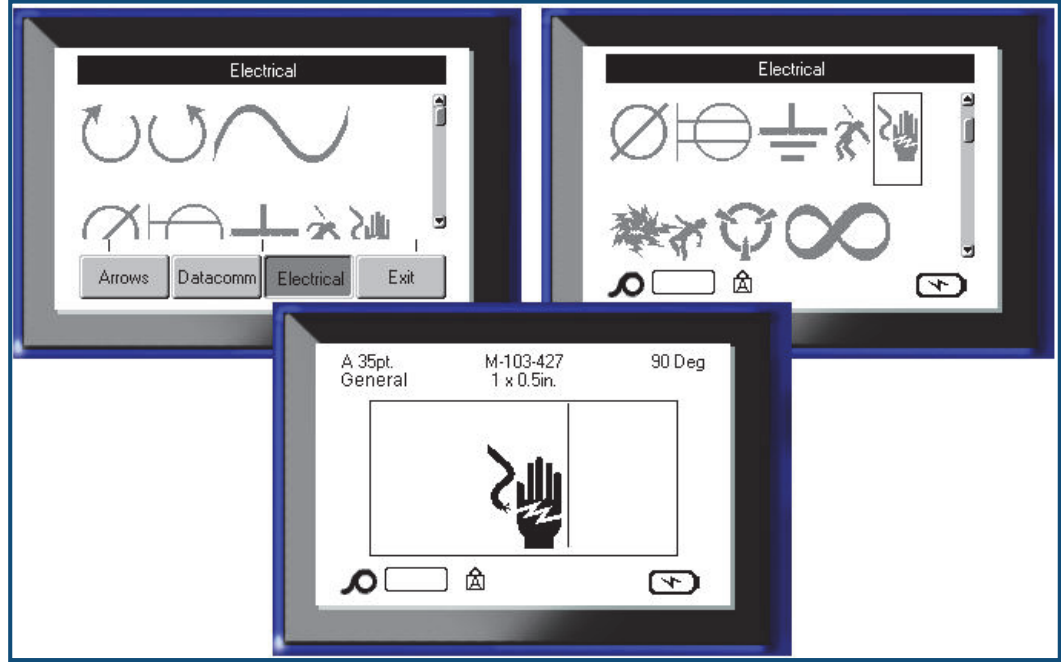 Electrical
Arrows
Datacomm
Electrical
Exit
Electrical
A
A 35pt.
General
M-103-427
1 x 0.5in.
90 Deg
A